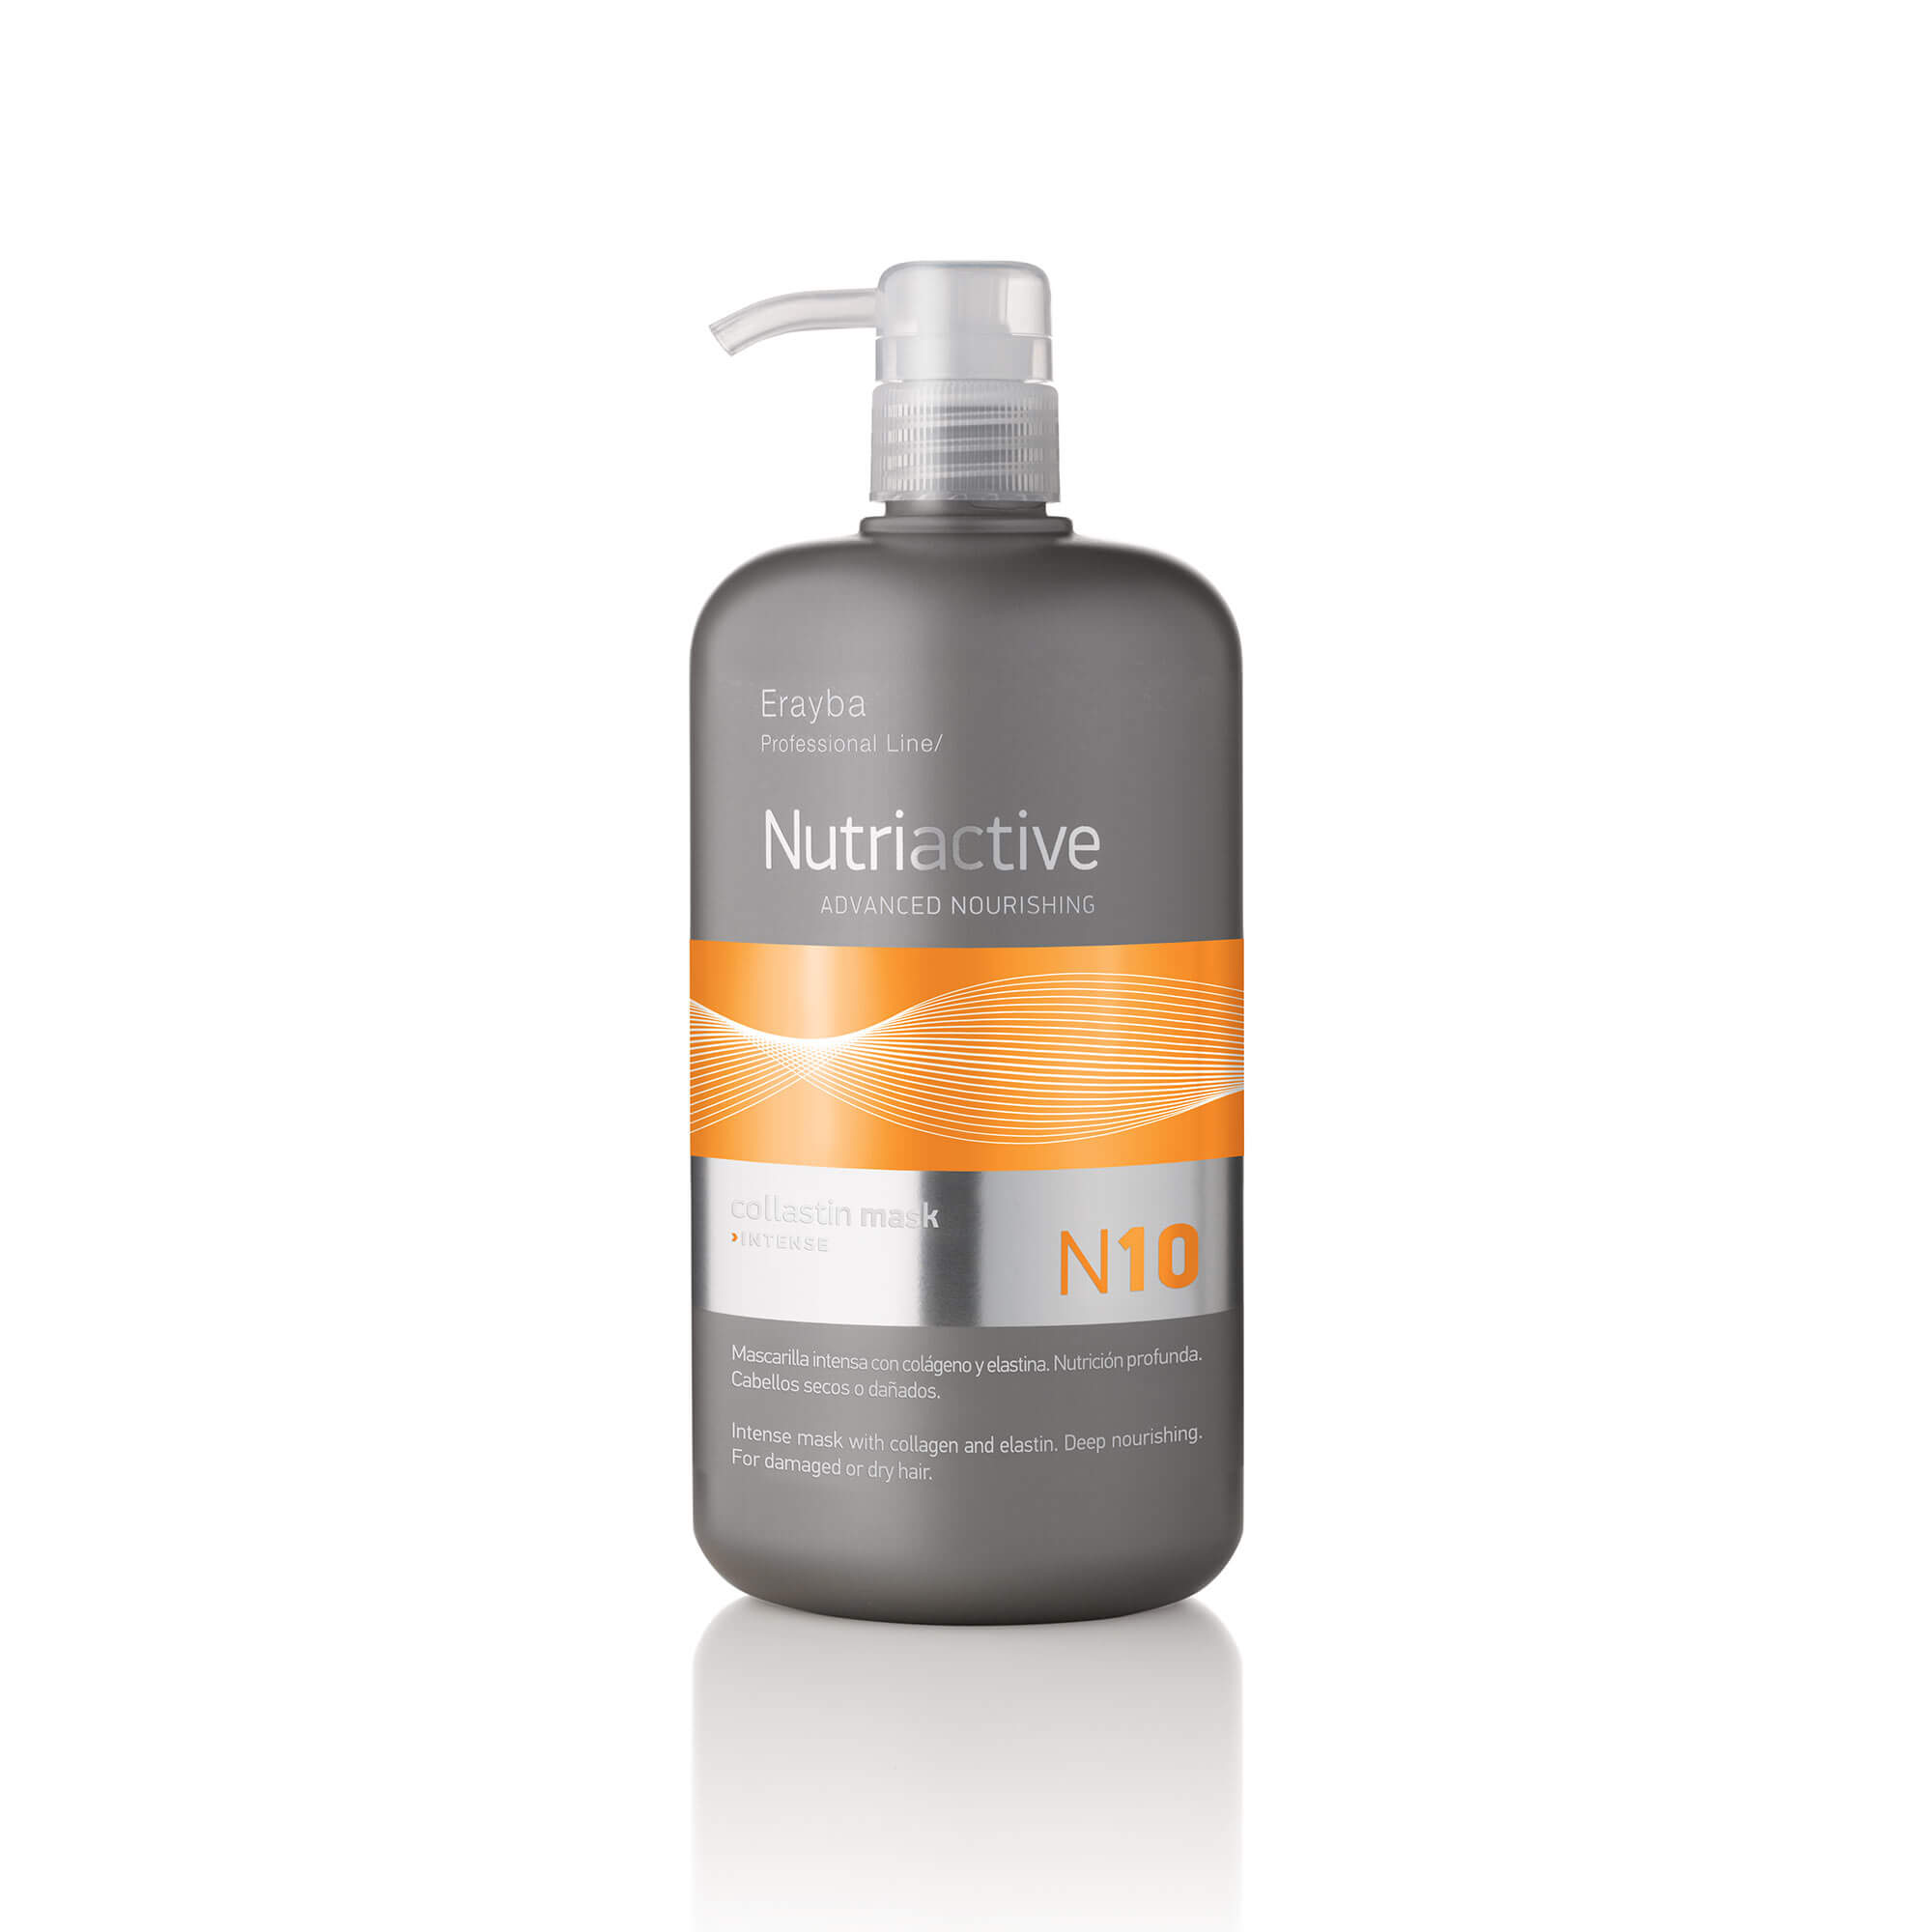 Erayba
Professional Line/
Nutriactive
ADVANCED NOURISHING
collastin mask
›INTENSE
N10
Mascarilla intensa con colágeno y elastina. Nutrición profunda.
Cabellos secos o dañados.
Intense mask with collagen and elastin. Deep nourishing.
For damaged or dry hair.